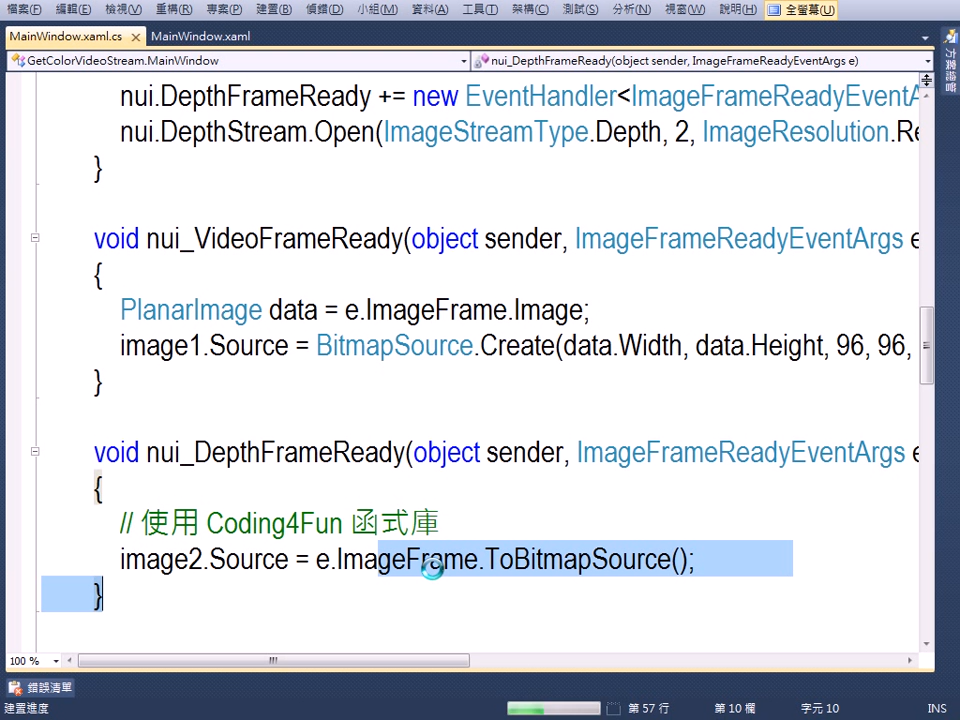 檔案(F) 編輯(E) 檢視(V) 重構(R) 專案(P) 建置(B) 偵錯(D) 小組(M) 資料(A) 工具(T) 架構(C) 測試(S) 分析(N) 視窗(W) 說明(H) 全螢幕(U)
MainWindow.xaml.cs MainWindow.xaml
GetColorVideoStream.MainWindow nui_DepthFrameReady(object sender, ImageFrameReadyEventArgs e)
方案總管
nui.DepthFrameReady += new EventHandler<ImageFrameReadyEventA
nui.DepthStream.Open(ImageStreamType.Depth, 2, ImageResolution.Re
}
void nui_VideoFrameReady(object sender, ImageFrameReadyEventArgs e
{
PlanarImage data = e.ImageFrame.Image;
image1.Source = BitmapSource.Create(data.Width, data.Height, 96, 96,
}
void nui_DepthFrameReady(object sender, ImageFrameReadyEventArgs e
{
// 使用 Coding4Fun 函式庫
image2.Source = e.ImageFrame.ToBitmapSource();
}
100 %
錯誤清單
建置進度 第 57 行 第 10 欄 字元 10 INS